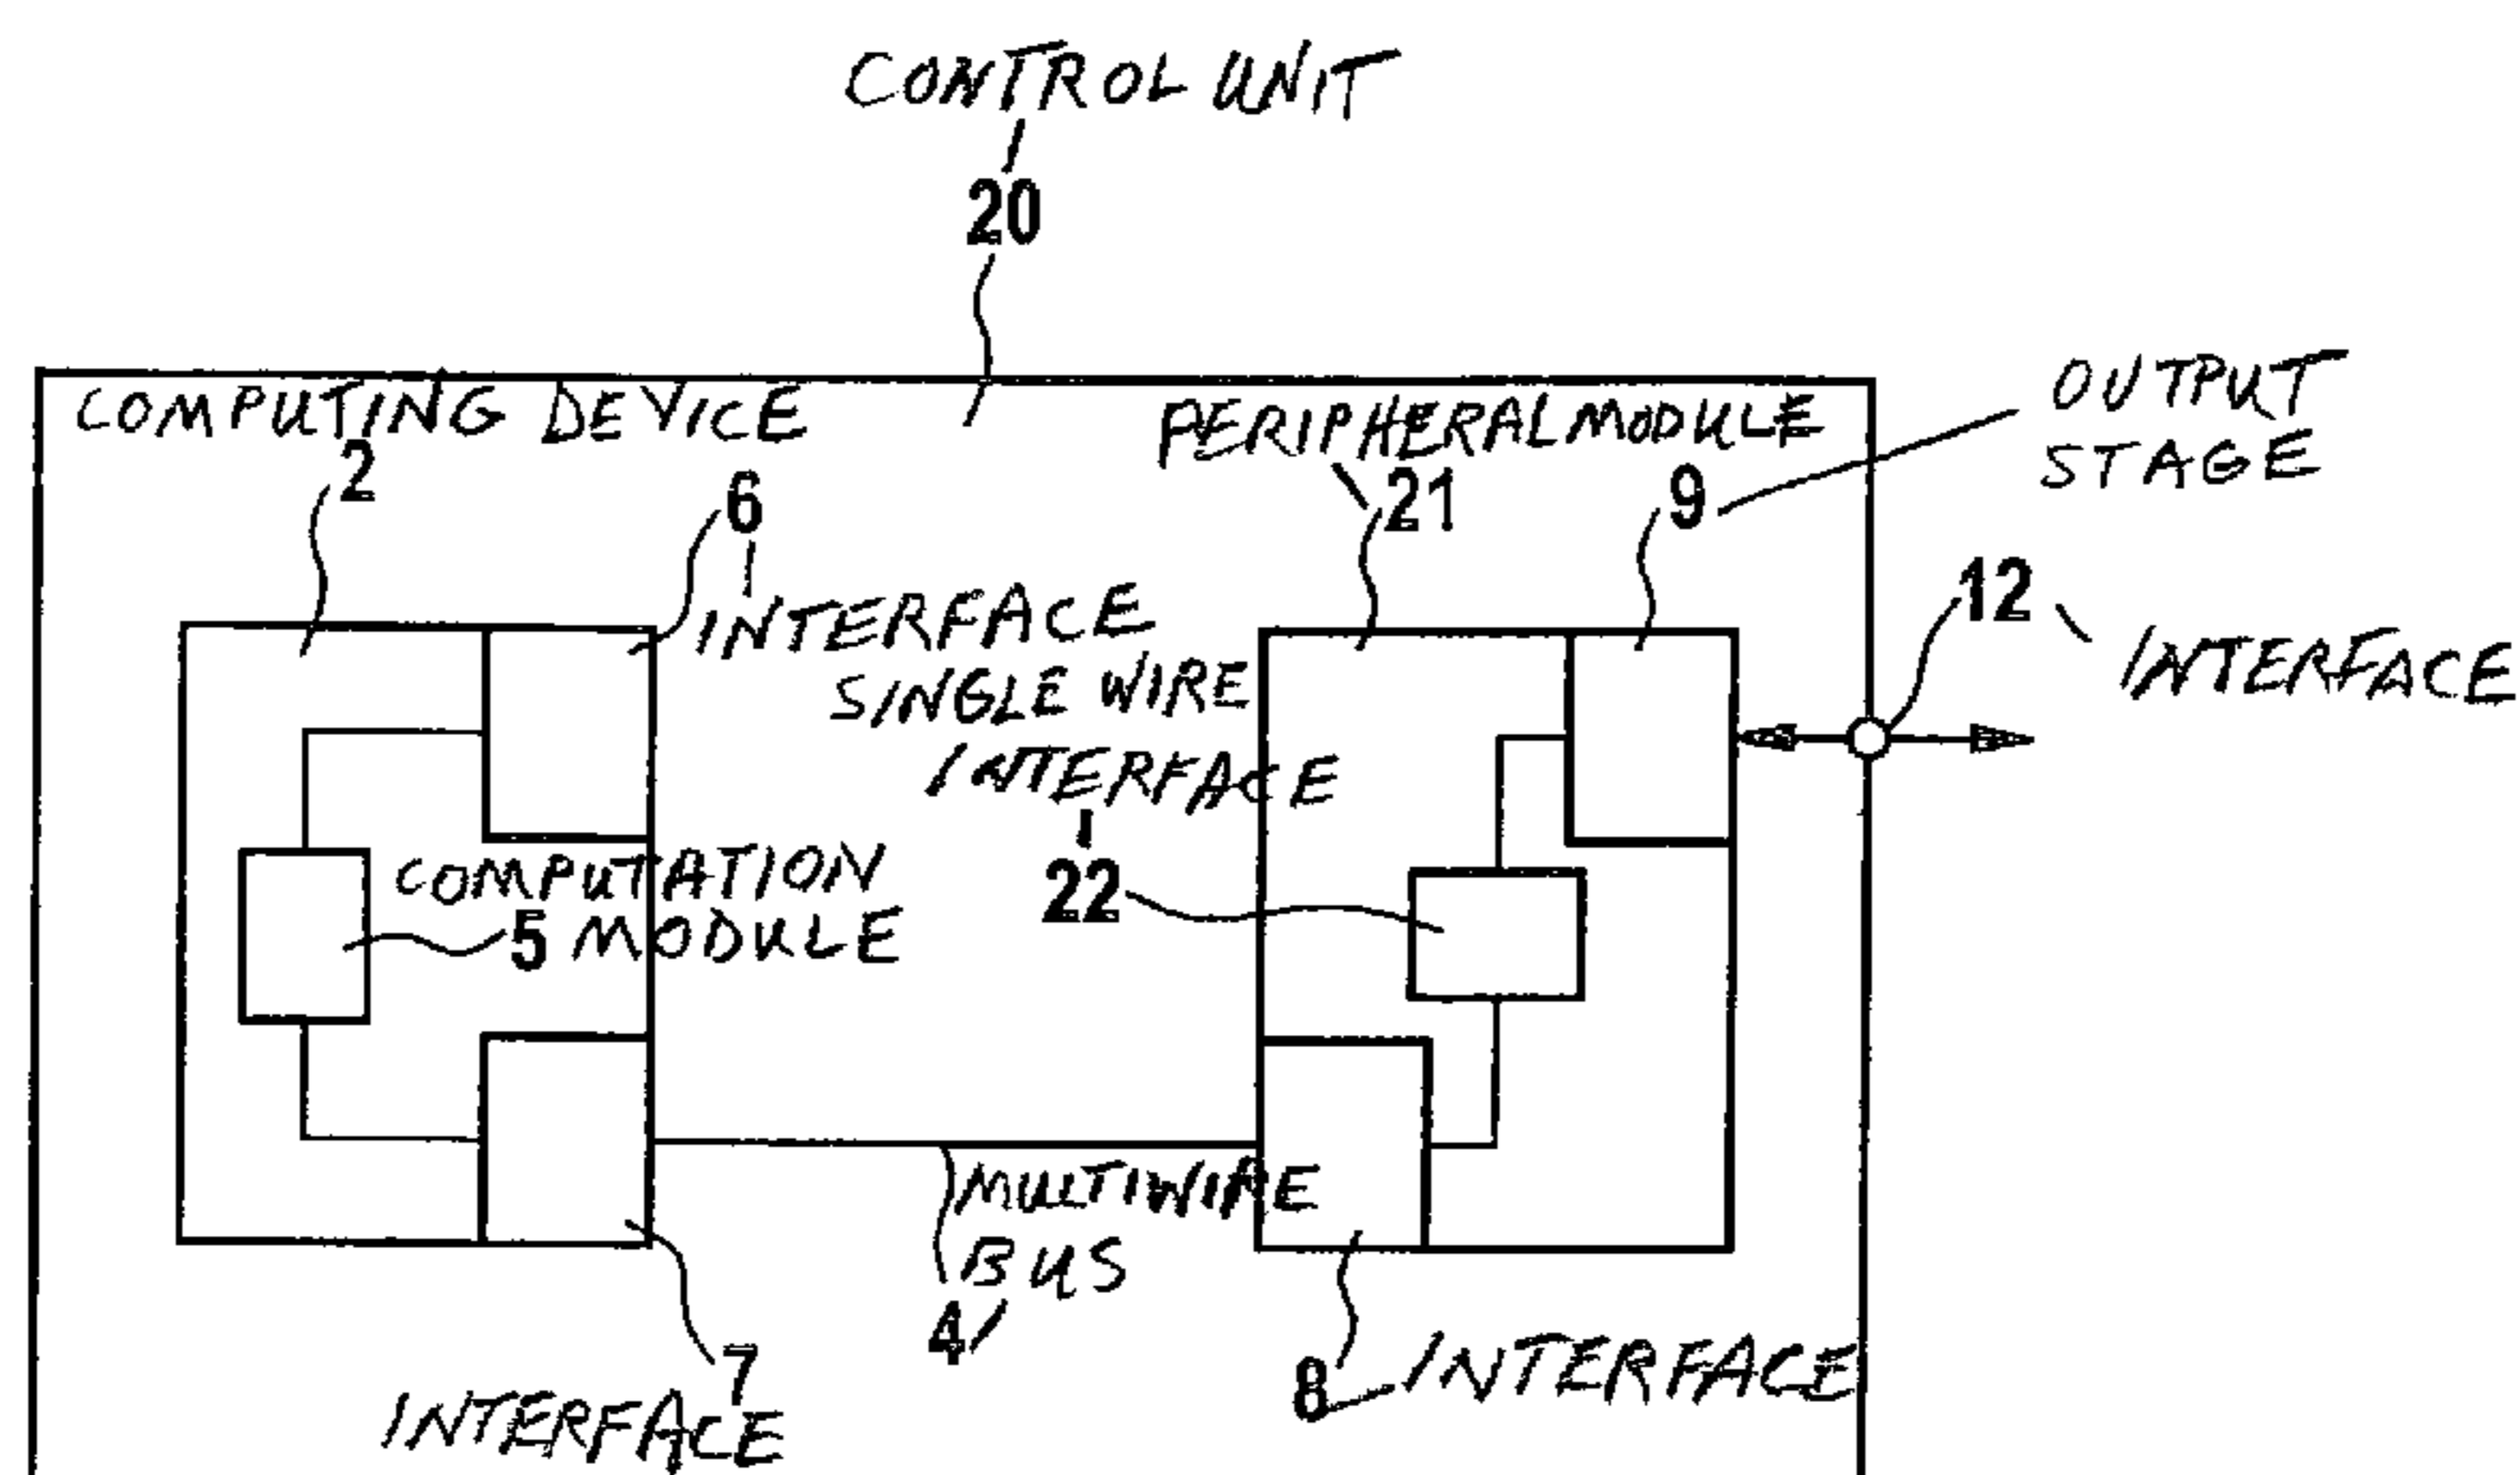 CONTROL UNIT
20
COMPUTING DEVICE
2
PERIPHERAL MODULE
21
9
OUTPUT
STAGE
6
INTERFACE
12
INTERFACE
SINGLE WIRE
INTERFACE
22
COMPUTATION
5 MODULE
MULTIWIRE
BUS
4
7
INTERFACE
8 INTERFACE